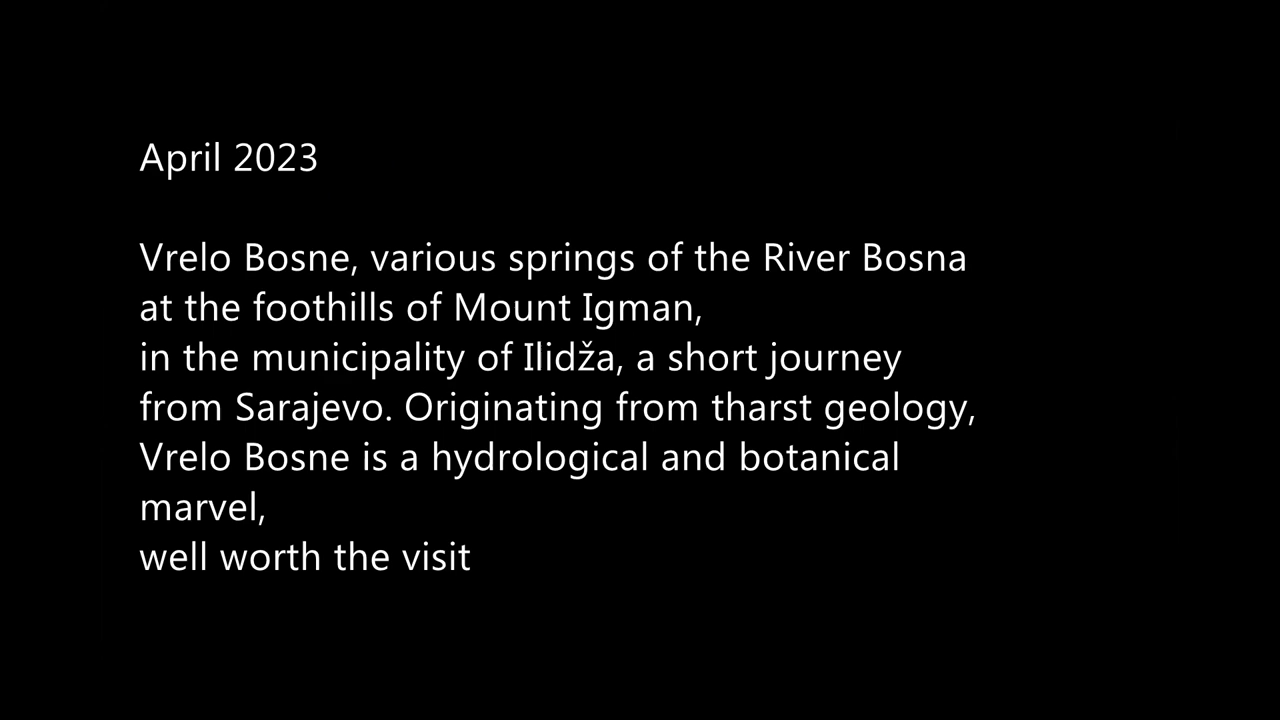 April 2023
Vrelo Bosne, various springs of the River Bosna
at the foothills of Mount Igman,
in the municipality of Ilidža, a short journey
from Sarajevo. Originating from tharst geology,
Vrelo Bosne is a hydrological and botanical
marvel,
well worth the visit